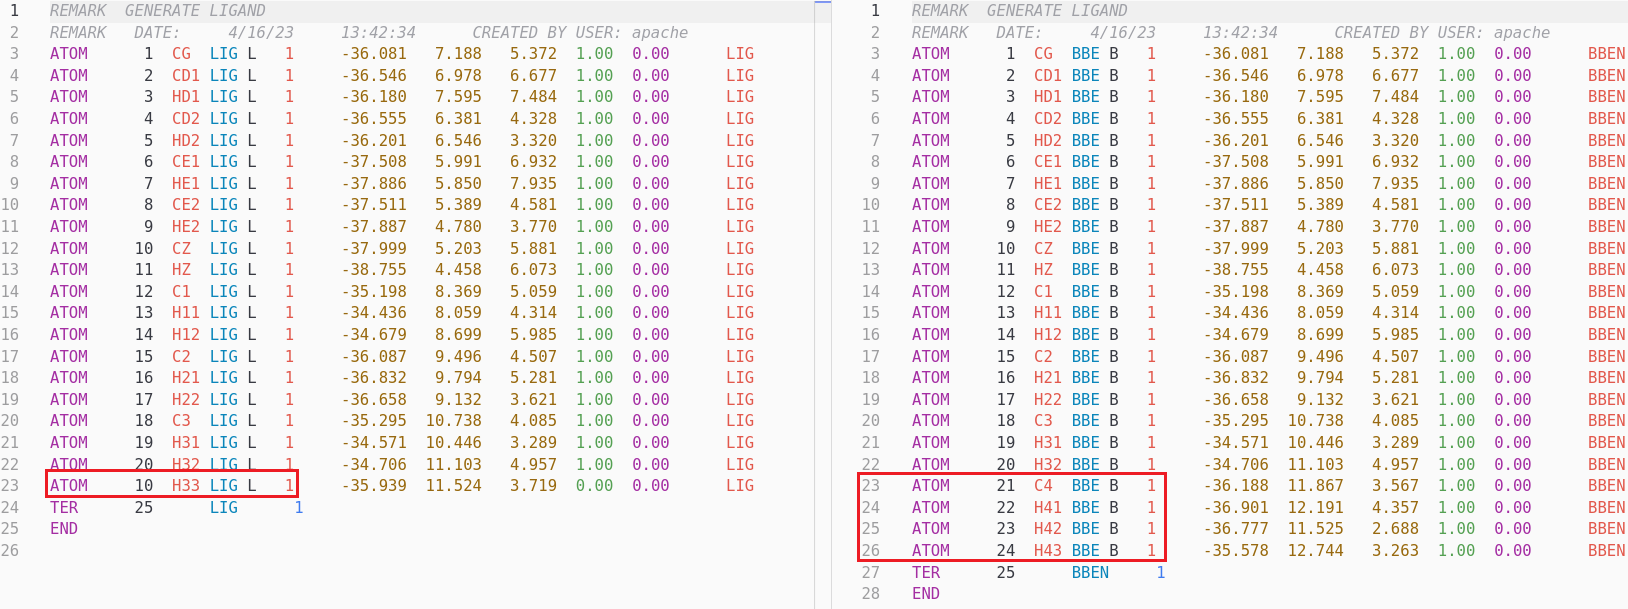 1 REMARK GENERATE LIGAND
2 REMARK DATE: 4/16/23 13:42:34 CREATED BY USER: apache
3 ATOM 1 CG LIG L 1 -36.081 7.188 5.372 1.00 0.00 LIG
4 ATOM 2 CD1 LIG L 1 -36.546 6.978 6.677 1.00 0.00 LIG
5 ATOM 3 HD1 LIG L 1 -36.180 7.595 7.484 1.00 0.00 LIG
6 ATOM 4 CD2 LIG L 1 -36.555 6.381 4.328 1.00 0.00 LIG
7 ATOM 5 HD2 LIG L 1 -36.201 6.546 3.320 1.00 0.00 LIG
8 ATOM 6 CE1 LIG L 1 -37.508 5.991 6.932 1.00 0.00 LIG
9 ATOM 7 HE1 LIG L 1 -37.886 5.850 7.935 1.00 0.00 LIG
10 ATOM 8 CE2 LIG L 1 -37.511 5.389 4.581 1.00 0.00 LIG
11 ATOM 9 HE2 LIG L 1 -37.887 4.780 3.770 1.00 0.00 LIG
12 ATOM 10 CZ LIG L 1 -37.999 5.203 5.881 1.00 0.00 LIG
13 ATOM 11 HZ LIG L 1 -38.755 4.458 6.073 1.00 0.00 LIG
14 ATOM 12 C1 LIG L 1 -35.198 8.369 5.059 1.00 0.00 LIG
15 ATOM 13 H11 LIG L 1 -34.436 8.059 4.314 1.00 0.00 LIG
16 ATOM 14 H12 LIG L 1 -34.679 8.699 5.985 1.00 0.00 LIG
17 ATOM 15 C2 LIG L 1 -36.087 9.496 4.507 1.00 0.00 LIG
18 ATOM 16 H21 LIG L 1 -36.832 9.794 5.281 1.00 0.00 LIG
19 ATOM 17 H22 LIG L 1 -36.658 9.132 3.621 1.00 0.00 LIG
20 ATOM 18 C3 LIG L 1 -35.295 10.738 4.085 1.00 0.00 LIG
21 ATOM 19 H31 LIG L 1 -34.571 10.446 3.289 1.00 0.00 LIG
22 ATOM 20 H32 LIG L 1 -34.706 11.103 4.957 1.00 0.00 LIG
23 ATOM 10 H33 LIG L 1 -35.939 11.524 3.719 0.00 0.00 LIG
24 TER 25 LIG 1
25 END
26
1 REMARK GENERATE LIGAND
2 REMARK DATE: 4/16/23 13:42:34 CREATED BY USER: apache
3 ATOM 1 CG BBE B 1 -36.081 7.188 5.372 1.00 0.00 BBEN
4 ATOM 2 CD1 BBE B 1 -36.546 6.978 6.677 1.00 0.00 BBEN
5 ATOM 3 HD1 BBE B 1 -36.180 7.595 7.484 1.00 0.00 BBEN
6 ATOM 4 CD2 BBE B 1 -36.555 6.381 4.328 1.00 0.00 BBEN
7 ATOM 5 HD2 BBE B 1 -36.201 6.546 3.320 1.00 0.00 BBEN
8 ATOM 6 CE1 BBE B 1 -37.508 5.991 6.932 1.00 0.00 BBEN
9 ATOM 7 HE1 BBE B 1 -37.886 5.850 7.935 1.00 0.00 BBEN
10 ATOM 8 CE2 BBE B 1 -37.511 5.389 4.581 1.00 0.00 BBEN
11 ATOM 9 HE2 BBE B 1 -37.887 4.780 3.770 1.00 0.00 BBEN
12 ATOM 10 CZ BBE B 1 -37.999 5.203 5.881 1.00 0.00 BBEN
13 ATOM 11 HZ BBE B 1 -38.755 4.458 6.073 1.00 0.00 BBEN
14 ATOM 12 C1 BBE B 1 -35.198 8.369 5.059 1.00 0.00 BBEN
15 ATOM 13 H11 BBE B 1 -34.436 8.059 4.314 1.00 0.00 BBEN
16 ATOM 14 H12 BBE B 1 -34.679 8.699 5.985 1.00 0.00 BBEN
17 ATOM 15 C2 BBE B 1 -36.087 9.496 4.507 1.00 0.00 BBEN
18 ATOM 16 H21 BBE B 1 -36.832 9.794 5.281 1.00 0.00 BBEN
19 ATOM 17 H22 BBE B 1 -36.658 9.132 3.621 1.00 0.00 BBEN
20 ATOM 18 C3 BBE B 1 -35.295 10.738 4.085 1.00 0.00 BBEN
21 ATOM 19 H31 BBE B 1 -34.571 10.446 3.289 1.00 0.00 BBEN
22 ATOM 20 H32 BBE B 1 -34.706 11.103 4.957 1.00 0.00 BBEN
23 ATOM 21 C4 BBE B 1 -36.188 11.867 3.567 1.00 0.00 BBEN
24 ATOM 22 H41 BBE B 1 -36.901 12.191 4.357 1.00 0.00 BBEN
25 ATOM 23 H42 BBE B 1 -36.777 11.525 2.688 1.00 0.00 BBEN
26 ATOM 24 H43 BBE B 1 -35.578 12.744 3.263 1.00 0.00 BBEN
27 TER 25 BBEN 1
28 END